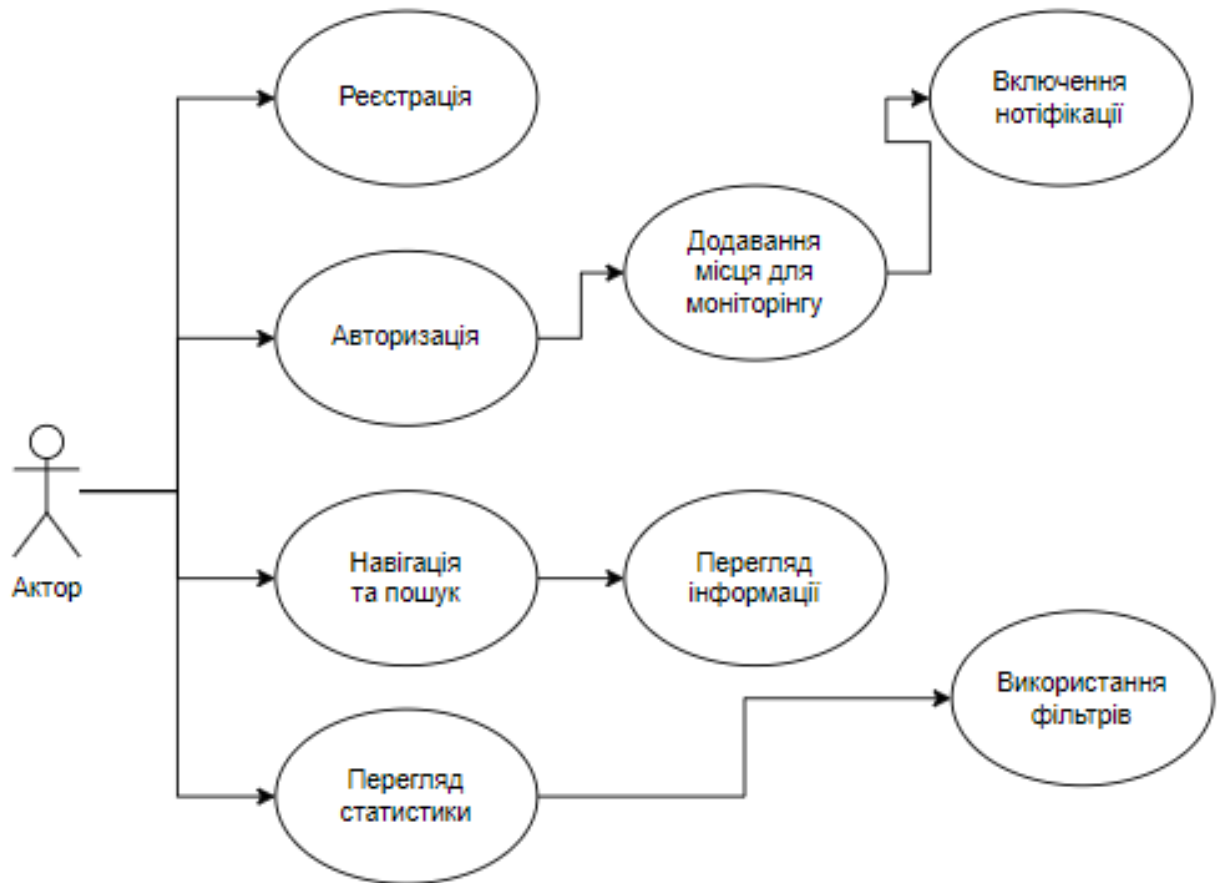 Реєстрація
Включення
нотіфікації
Додавання
місця для
моніторінгу
Авторизація
Актор
Навігація
та пошук
Перегляд
інформації
Використання
фільтрів
Перегляд
статистики